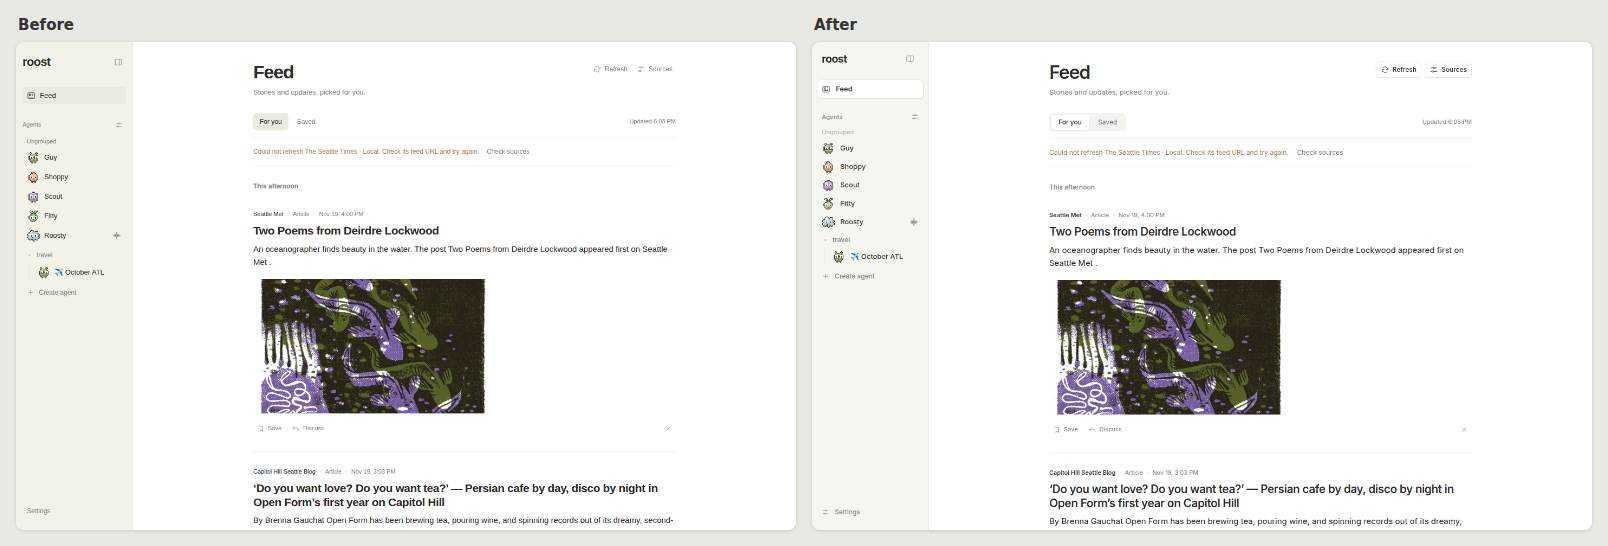 Before
roost
Feed
Agents
Ungrouped
Guy
Shoppy
Scout
Fitty
Roosty
travel
✈️ October ATL
Create agent
Settings
Feed
Refresh
Sources
Stories and updates, picked for you.
For you
Saved
Updated 6:03 PM
Could not refresh The Seattle Times · Local. Check its feed URL and try again.
Check sources
This afternoon
Seattle Met · Article · Nov 19, 4:00 PM
Two Poems from Deirdre Lockwood
An oceanographer finds beauty in the water. The post Two Poems from Deirdre Lockwood appeared first on Seattle
Met .
Save
Discuss
Capitol Hill Seattle Blog · Article · Nov 19, 3:03 PM
‘Do you want love? Do you want tea?’ — Persian cafe by day, disco by night in
Open Form’s first year on Capitol Hill
By Brenna Gauchat Open Form has been brewing tea, pouring wine, and spinning records out of its dreamy, second-
After
roost
Feed
Agents
Ungrouped
Guy
Shoppy
Scout
Fitty
Roosty
travel
✈️ October ATL
Create agent
Settings
Feed
Refresh
Sources
Stories and updates, picked for you.
For you
Saved
Updated 6:03 PM
Could not refresh The Seattle Times · Local. Check its feed URL and try again.
Check sources
This afternoon
Seattle Met · Article · Nov 19, 4:00 PM
Two Poems from Deirdre Lockwood
An oceanographer finds beauty in the water. The post Two Poems from Deirdre Lockwood appeared first on
Seattle Met .
Save
Discuss
Capitol Hill Seattle Blog · Article · Nov 19, 3:03 PM
‘Do you want love? Do you want tea?’ — Persian cafe by day, disco by night in
Open Form’s first year on Capitol Hill
By Brenna Gauchat Open Form has been brewing tea, pouring wine, and spinning records out of its dreamy,